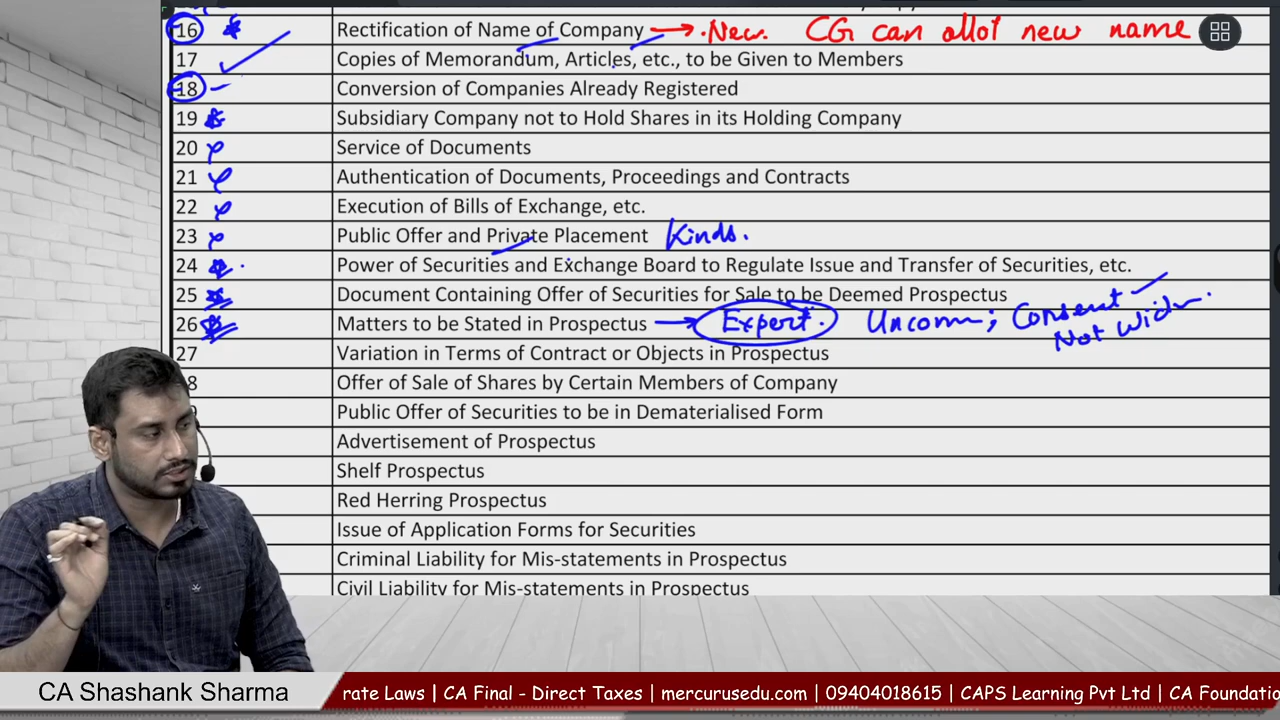 16 Rectification of Name of Company → New. CG can allot new name
17 Copies of Memorandum, Articles, etc., to be Given to Members
18 Conversion of Companies Already Registered
19 Subsidiary Company not to Hold Shares in its Holding Company
20 Service of Documents
21 Authentication of Documents, Proceedings and Contracts
22 Execution of Bills of Exchange, etc.
23 Public Offer and Private Placement Kinds.
24 Power of Securities and Exchange Board to Regulate Issue and Transfer of Securities, etc.
25 Document Containing Offer of Securities for Sale to be Deemed Prospectus
26 Matters to be Stated in Prospectus → Expert. Uncom; Consent
Not
27 Variation in Terms of Contract or Objects in Prospectus
8 Offer of Sale of Shares by Certain Members of Company
Public Offer of Securities to be in Dematerialised Form
Advertisement of Prospectus
Shelf Prospectus
Red Herring Prospectus
Issue of Application Forms for Securities
Criminal Liability for Mis-statements in Prospectus
Civil Liability for Mis-statements in Prospectus
CA Shashank Sharma
rate Laws | CA Final - Direct Taxes | mercurusedu.com | 09404018615 | CAPS Learning Pvt Ltd | CA Foundatio